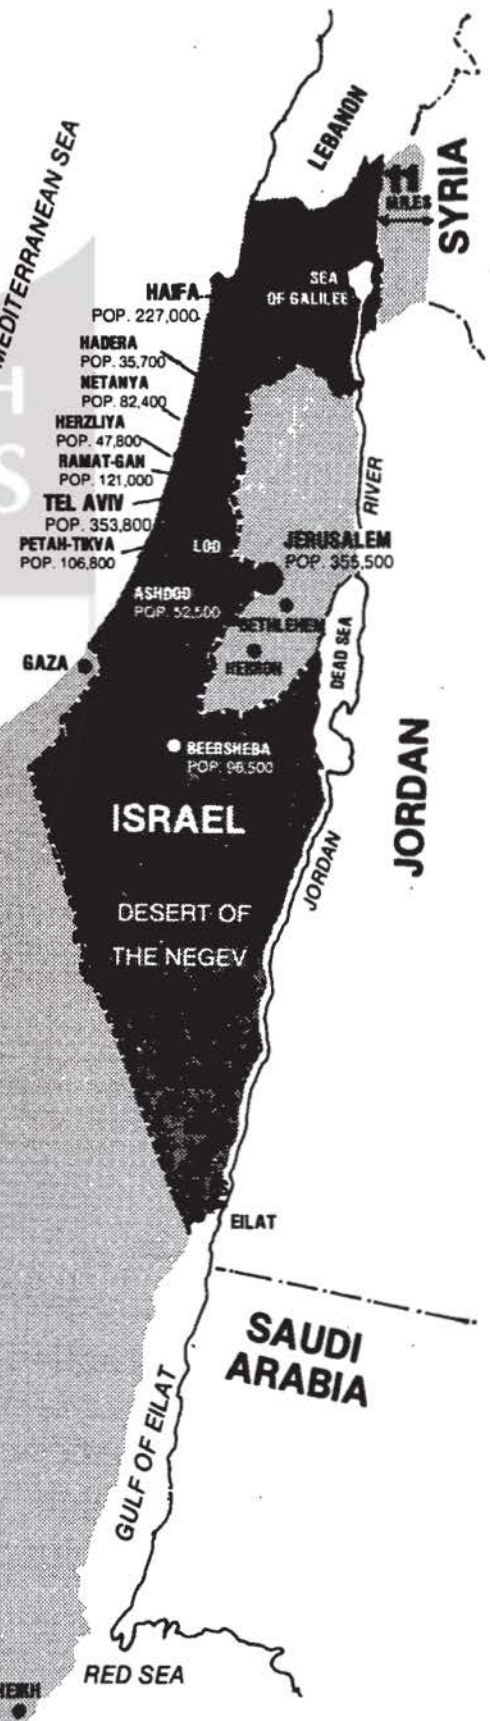 LEBANON
MEDITERRANEAN SEA
11
MILES
SYRIA
SEA
OF GALILEE
HAIFA
POP. 227,000
HADERA
POP. 35,700
NETANYA
POP. 82,400
HERZLIYA
POP. 47,800
RAMAT-GAN
POP. 121,000
TEL AVIV
POP. 353,800
PETAH-TIKVA
POP. 106,800
H
S
RIVER
LOD
JERUSALEM
POP. 355,500
ASHDOD
POP. 52,500
BETHLEHEM
HEBRON
DEAD SEA
GAZA
BEERSHEBA
POP. 96,500
ISRAEL
JORDAN
JORDAN
DESERT OF
THE NEGEV
EILAT
SAUDI
ARABIA
GULF OF EILAT
RED SEA
HEIKH